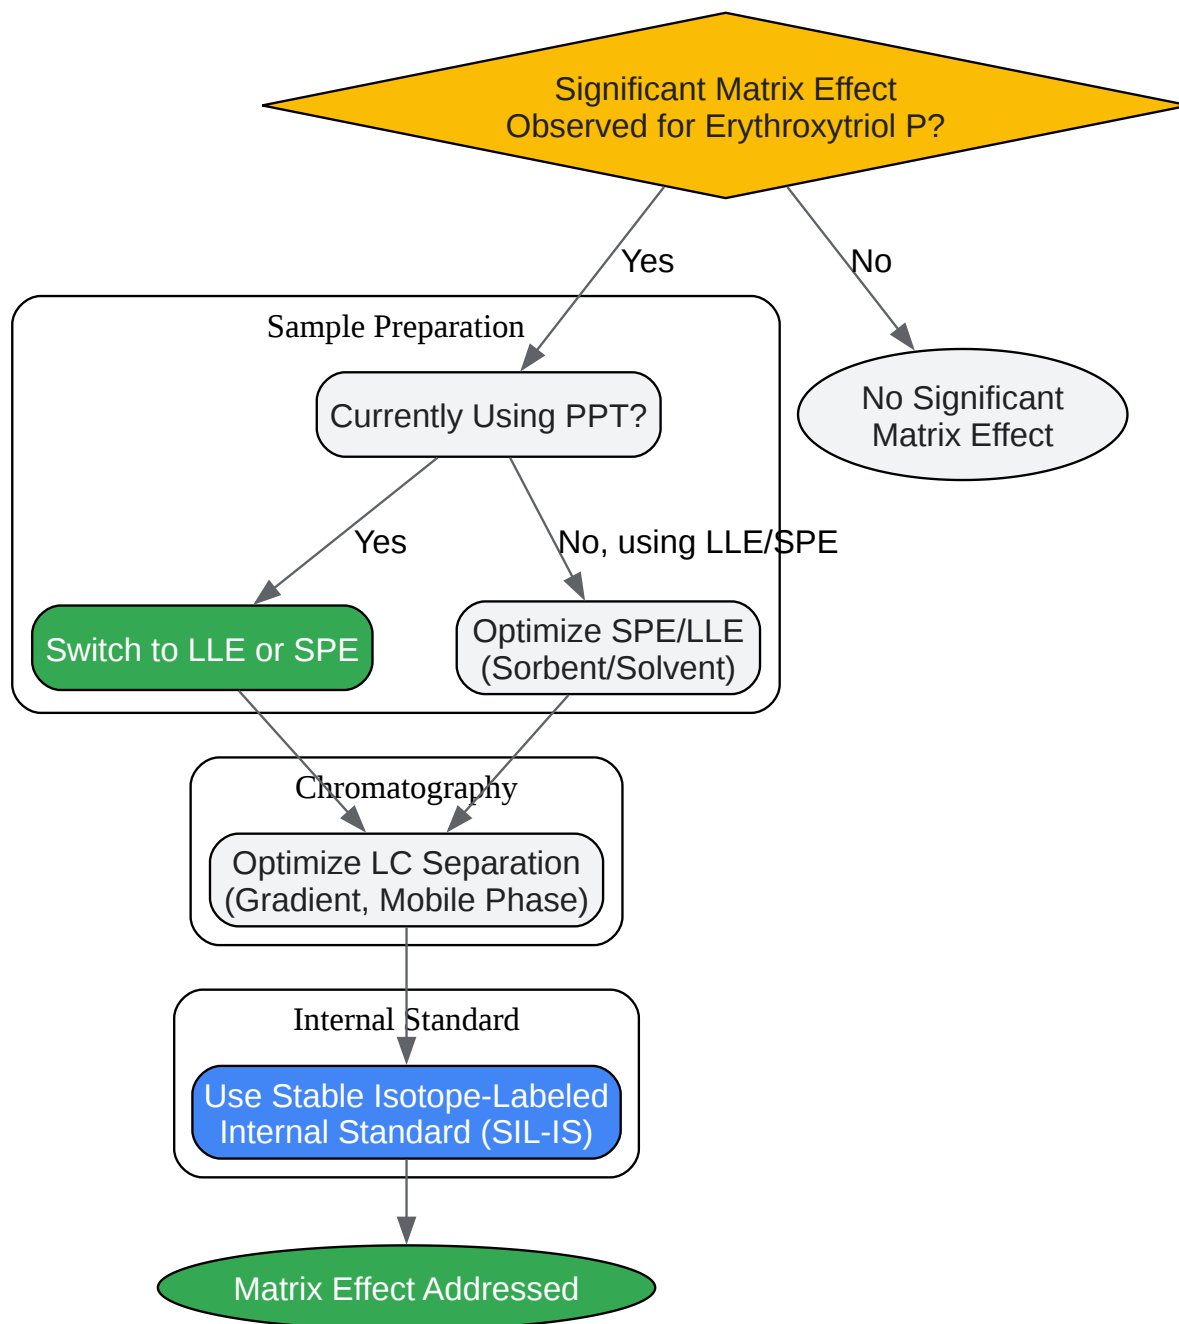 Significant Matrix Effect
Observed for Erythroxytriol P?
Yes
No
Sample Preparation
Currently Using PPT?
No Significant
Matrix Effect
Yes
No, using LLE/SPE
Switch to LLE or SPE
Optimize SPE/LLE
(Sorbent/Solvent)
Chromatography
Optimize LC Separation
(Gradient, Mobile Phase)
Internal Standard
Use Stable Isotope-Labeled
Internal Standard (SIL-IS)
Matrix Effect Addressed